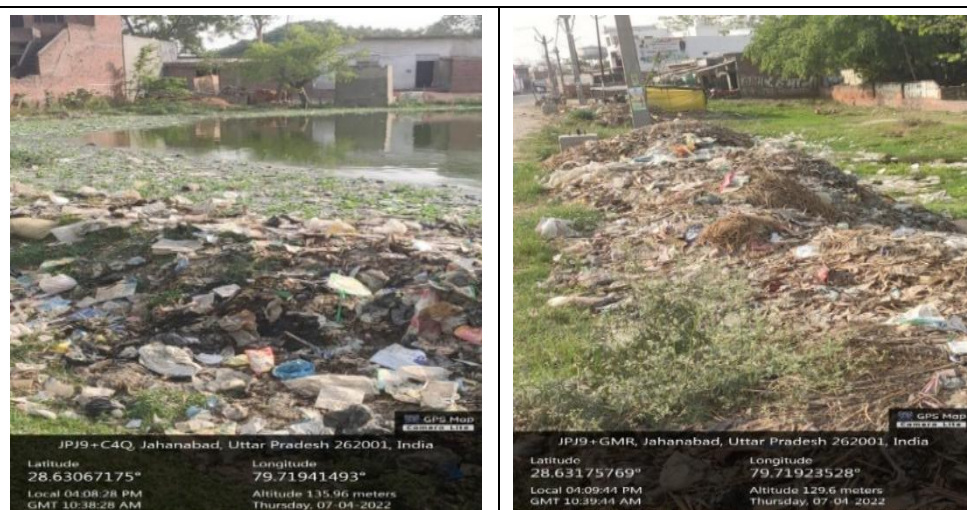 GPS Map
Camera Lite
JPJ9+C4Q, Jahanabad, Uttar Pradesh 262001, India
Latitude
28.63067175°
Longitude
79.71941493°
Local 04:08:28 PM
GMT 10:38:28 AM
Altitude 135.96 meters
Thursday, 07-04-2022
GPS Map
Camera Lite
JPJ9+GMR, Jahanabad, Uttar Pradesh 262001, India
Latitude
28.63175769°
Longitude
79.71923528°
Local 04:09:44 PM
GMT 10:39:44 AM
Altitude 129.6 meters
Thursday, 07-04-2022